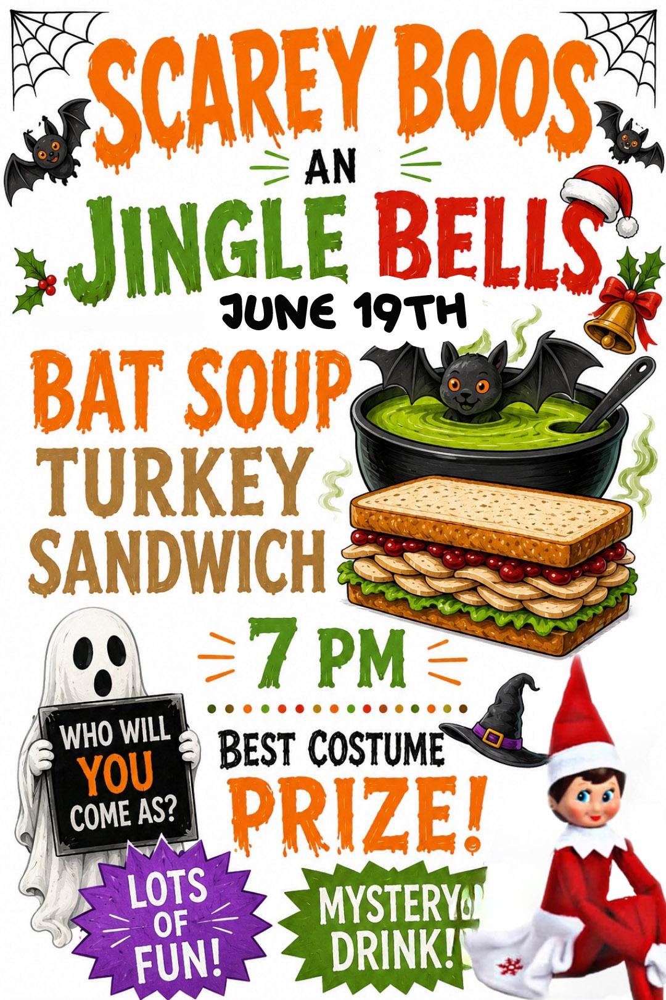 SCAREY BOOS
AN
JINGLE BELLS
JUNE 19TH
BAT SOUP
TURKEY
SANDWICH
7 PM
WHO WILL
YOU
COME AS?
BEST COSTUME
PRIZE!
LOTS
OF
FUN!
MYSTERY
DRINK!